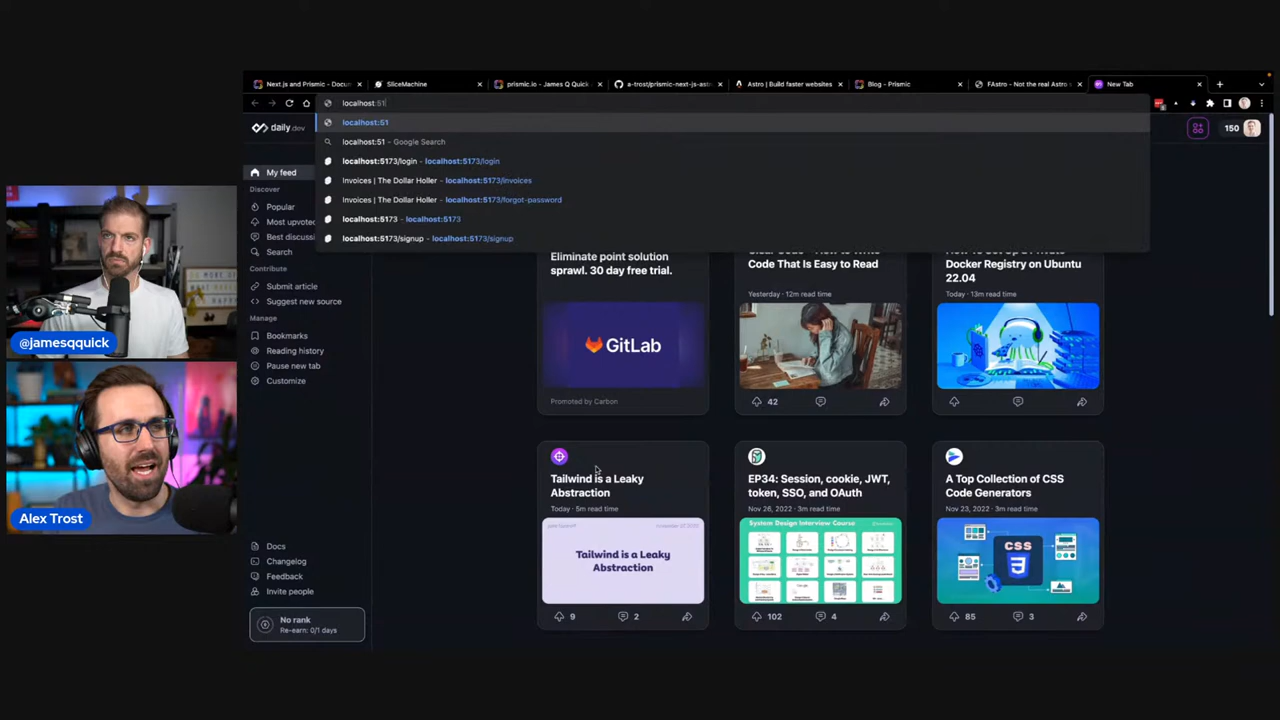 Next.js and Prismic - Docum
SliceMachine
prismic.io - James Q Quick
a-trost/prismic-next-js-astro
Astro | Build faster websites
Blog - Prismic
FAstro - Not the real Astro
New Tab
localhost:51
daily.dev
150
localhost:51
localhost:51 - Google Search
localhost:5173/login - localhost:5173/login
Invoices | The Dollar Holler - localhost:5173/invoices
Invoices | The Dollar Holler - localhost:5173/forgot-password
localhost:5173 - localhost:5173
localhost:5173/signup - localhost:5173/signup
My feed
Discover
Popular
Most upvoted
Best discussi
Search
Contribute
Submit article
Suggest new source
Manage
Bookmarks
Reading history
Pause new tab
Customize
Docs
Changelog
Feedback
Invite people
No rank
Re-earn: 0/1 days
Eliminate point solution
sprawl. 30 day free trial.
GitLab
Promoted by Carbon
Code That Is Easy to Read
Yesterday · 12m read time
42
Docker Registry on Ubuntu
22.04
Today · 13m read time
Tailwind is a Leaky
Abstraction
Today · 5m read time
Tailwind is a Leaky
Abstraction
9
2
EP34: Session, cookie, JWT,
token, SSO, and OAuth
Nov 26, 2022 · 3m read time
System Design Interview Course
102
4
A Top Collection of CSS
Code Generators
Nov 23, 2022 · 3m read time
CSS
85
3
@jamesqquick
Alex Trost